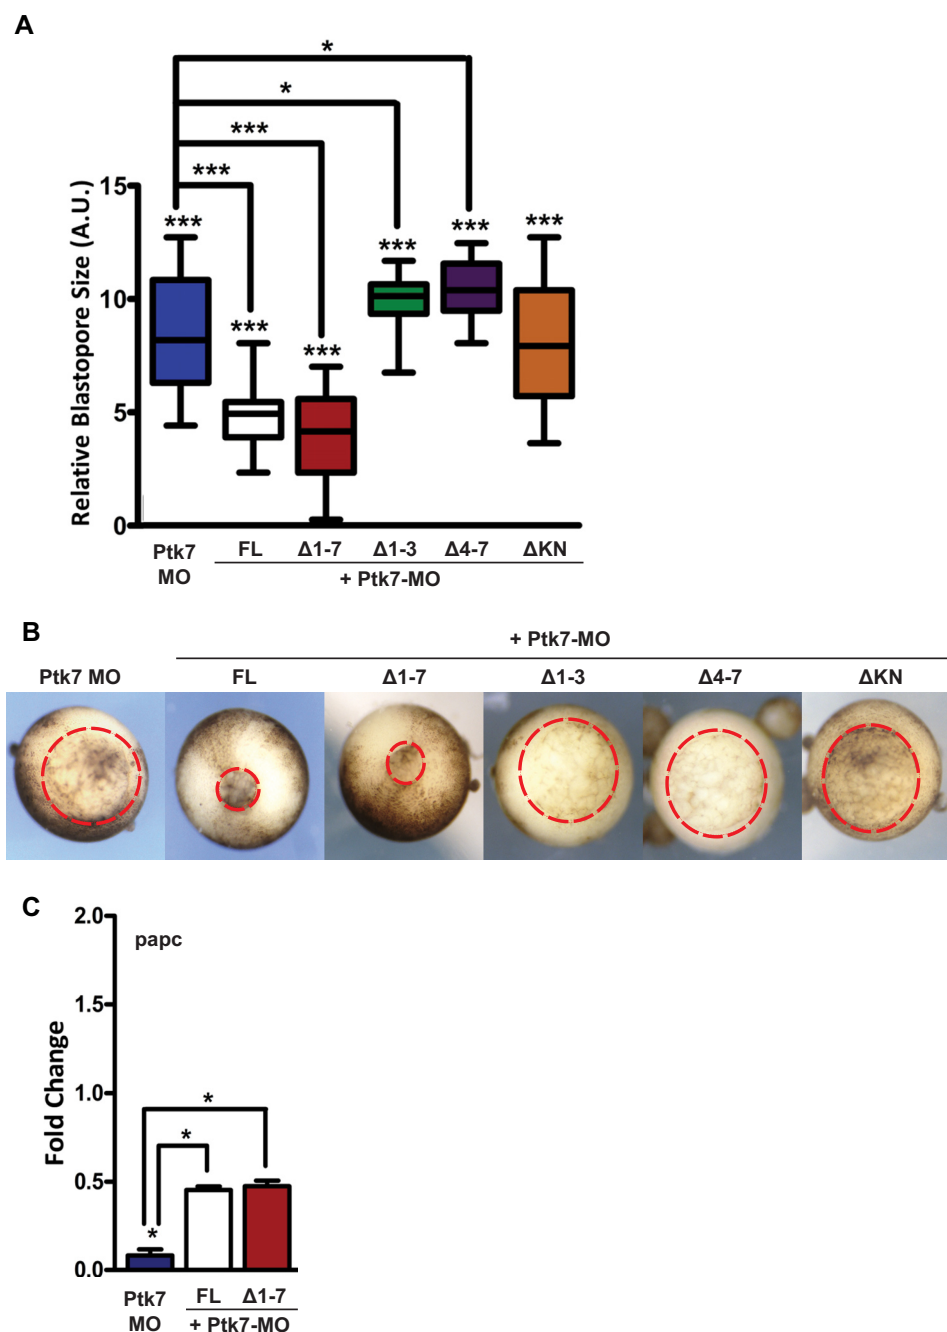 A
*
*
***
***
15
***
***
***
***
***
***
10
5
0
Relative Blastopore Size (A.U.)
Ptk7 MO
FL
Δ1-7
Δ1-3
Δ4-7
ΔKN
+ Ptk7-MO
B
+ Ptk7-MO
Ptk7 MO
FL
Δ1-7
Δ1-3
Δ4-7
ΔKN
C
2.0
papc
1.5
1.0
0.5
0.0
Fold Change
*
*
*
Ptk7 MO
FL
Δ1-7
+ Ptk7-MO